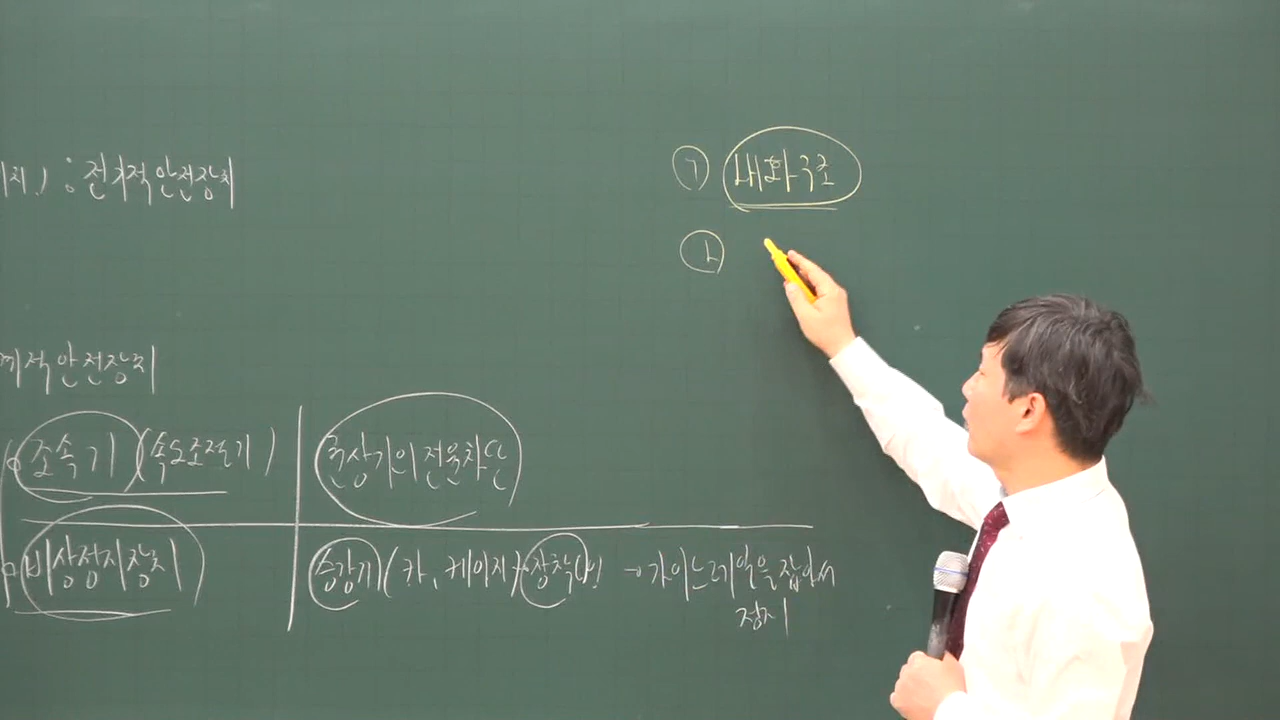 치) : 전기적안전장치
계적안전장치
조속기 (속도조절기)
권상기의 전원차단
비상정지장치
승강기 (카, 케이지) 장착 → 가이드레일을 잡아서
정지
ㄱ 내화구조
ㄴ